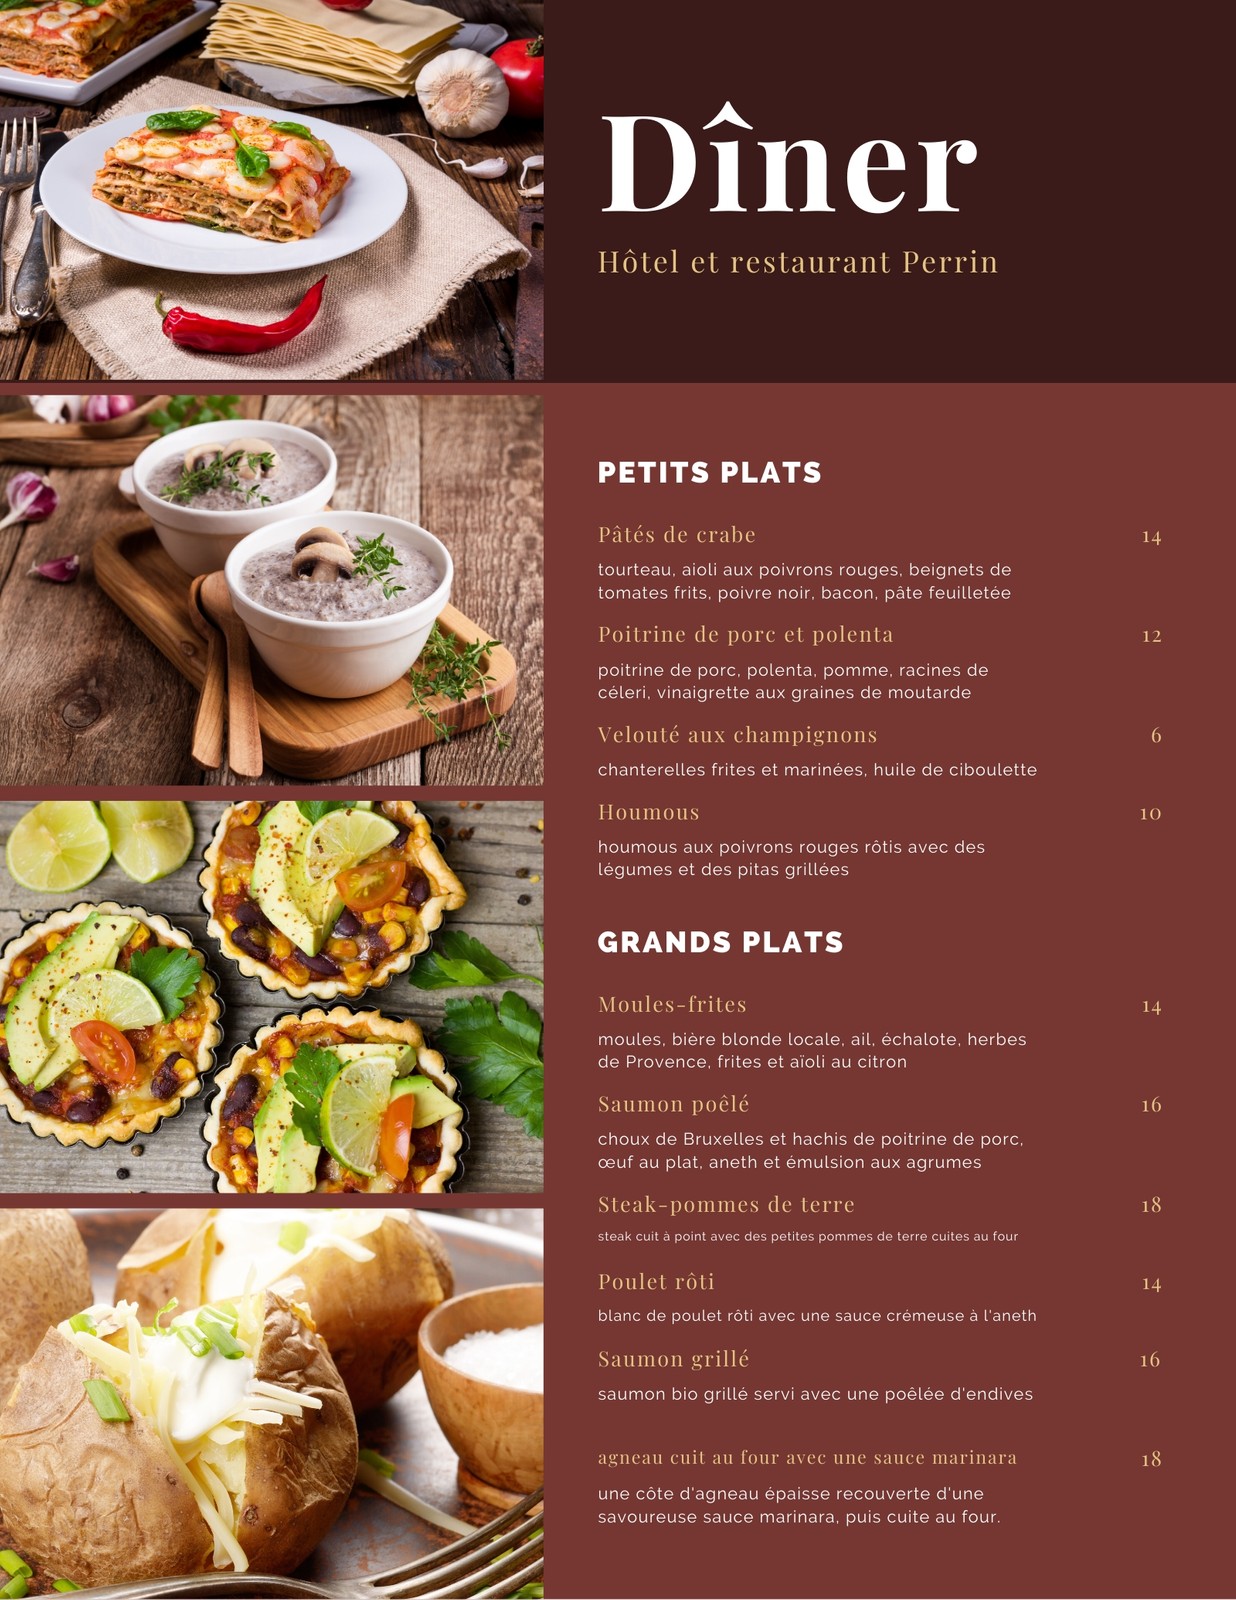 Dîner
Hôtel et restaurant Perrin
PETITS PLATS
Pâtés de crabe 14
tourteau, aioli aux poivrons rouges, beignets de
tomates frits, poivre noir, bacon, pâte feuilletée
Poitrine de porc et polenta 12
poitrine de porc, polenta, pomme, racines de
céleri, vinaigrette aux graines de moutarde
Velouté aux champignons 6
chanterelles frites et marinées, huile de ciboulette
Houmous 10
houmous aux poivrons rouges rôtis avec des
légumes et des pitas grillées
GRANDS PLATS
Moules-frites 14
moules, bière blonde locale, ail, échalote, herbes
de Provence, frites et aïoli au citron
Saumon poêlé 16
choux de Bruxelles et hachis de poitrine de porc,
œuf au plat, aneth et émulsion aux agrumes
Steak-pommes de terre 18
steak cuit à point avec des petites pommes de terre cuites au four
Poulet rôti 14
blanc de poulet rôti avec une sauce crémeuse à l'aneth
Saumon grillé 16
saumon bio grillé servi avec une poêlée d'endives
agneau cuit au four avec une sauce marinara 18
une côte d'agneau épaisse recouverte d'une
savoureuse sauce marinara, puis cuite au four.